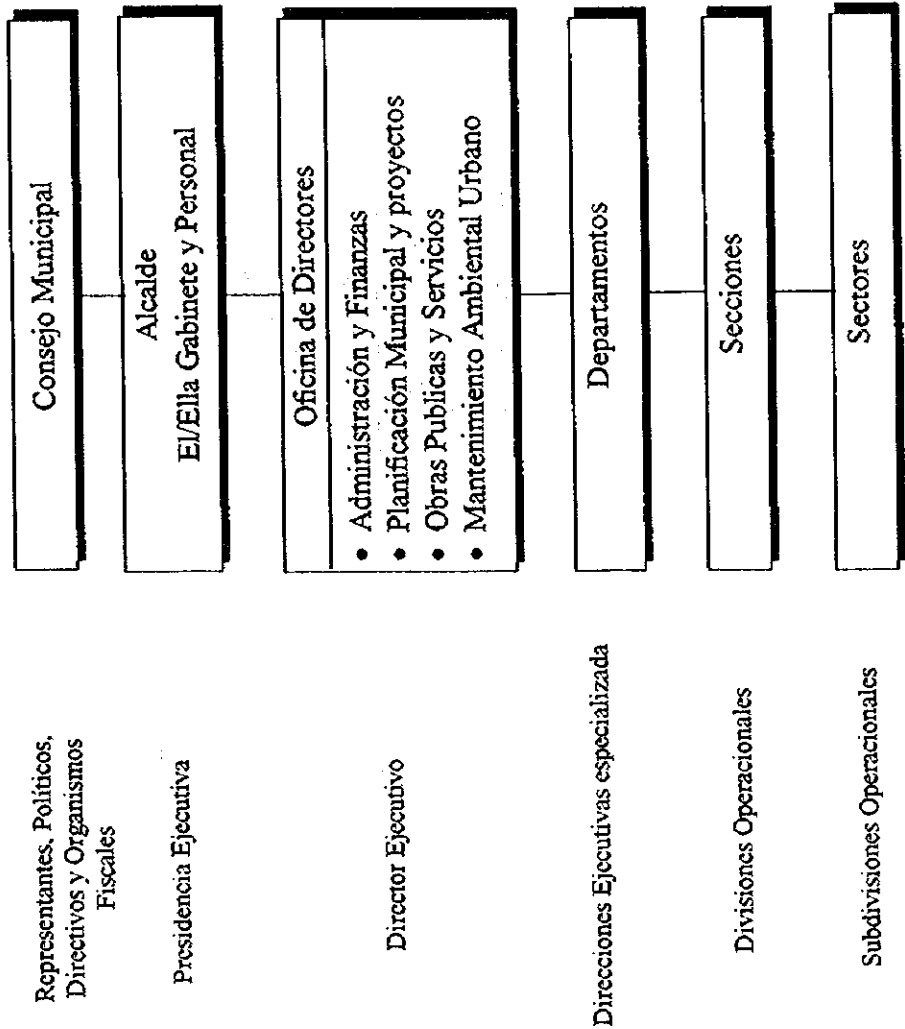 Representantes, Políticos,
Directivos y Organismos
Fiscales
Consejo Municipal
Presidencia Ejecutiva
Alcalde
El/Ella Gabinete y Personal
Director Ejecutivo
Oficina de Directores
• Administración y Finanzas
• Planificación Municipal y proyectos
• Obras Publicas y Servicios
• Mantenimiento Ambiental Urbano
Direcciones Ejecutivas especializada
Departamentos
Divisiones Operacionales
Secciones
Subdivisiones Operacionales
Sectores